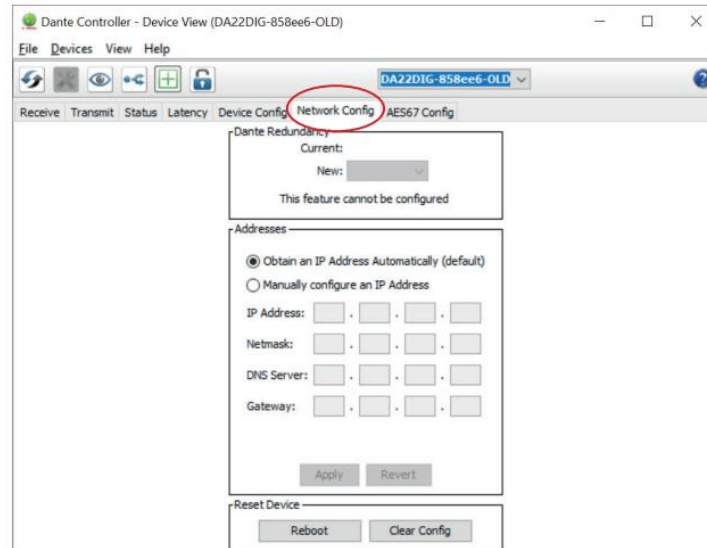 Dante Controller - Device View (DA22DIG-858ee6-OLD)
File Devices View Help
DA22DIG-858ee6-OLD
?
Receive Transmit Status Latency Device Config Network Config AES67 Config
Dante Redundancy
Current:
New:
This feature cannot be configured
Addresses
Obtain an IP Address Automatically (default)
Manually configure an IP Address
IP Address: . . .
Netmask: . . .
DNS Server: . . .
Gateway: . . .
Apply Revert
Reset Device
Reboot Clear Config